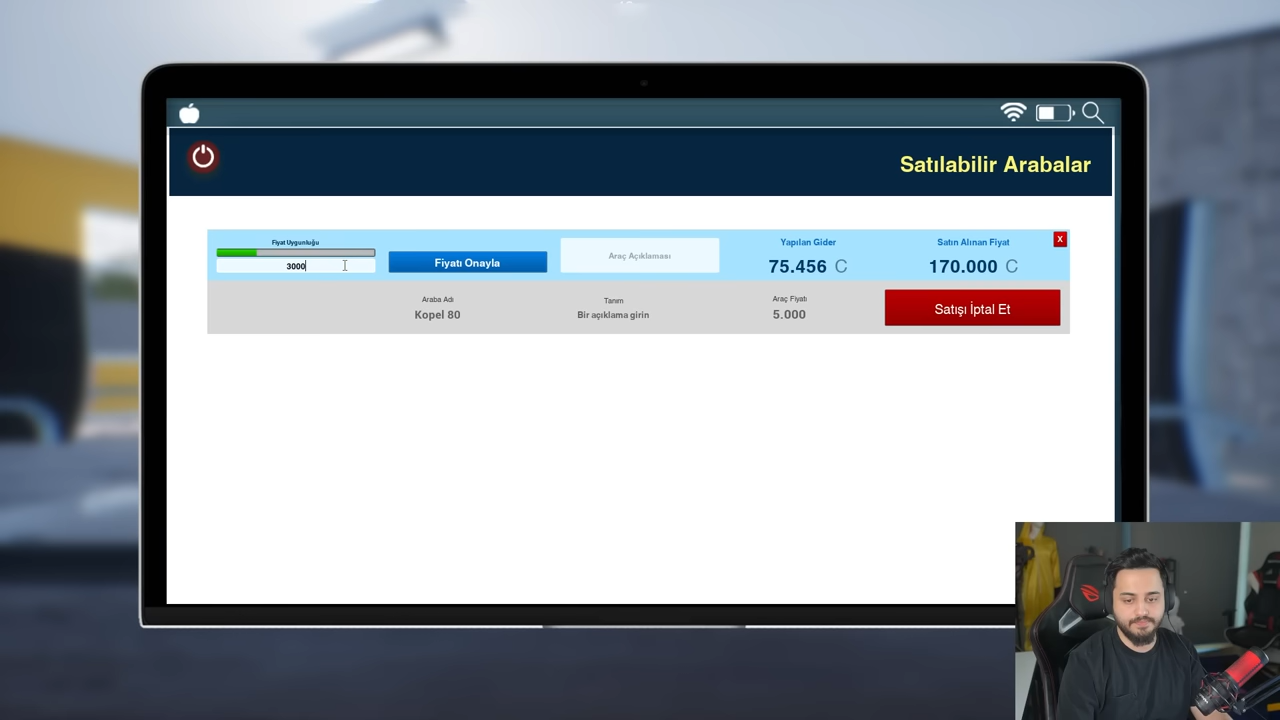 Satılabilir Arabalar
Fiyat Uygunluğu
3000
Fiyatı Onayla
Araç Açıklaması
Yapılan Gider
75.456 C
Satın Alınan Fiyat
170.000 C
X
Araba Adı
Kopel 80
Tanım
Bir açıklama girin
Araç Fiyatı
5.000
Satışı İptal Et